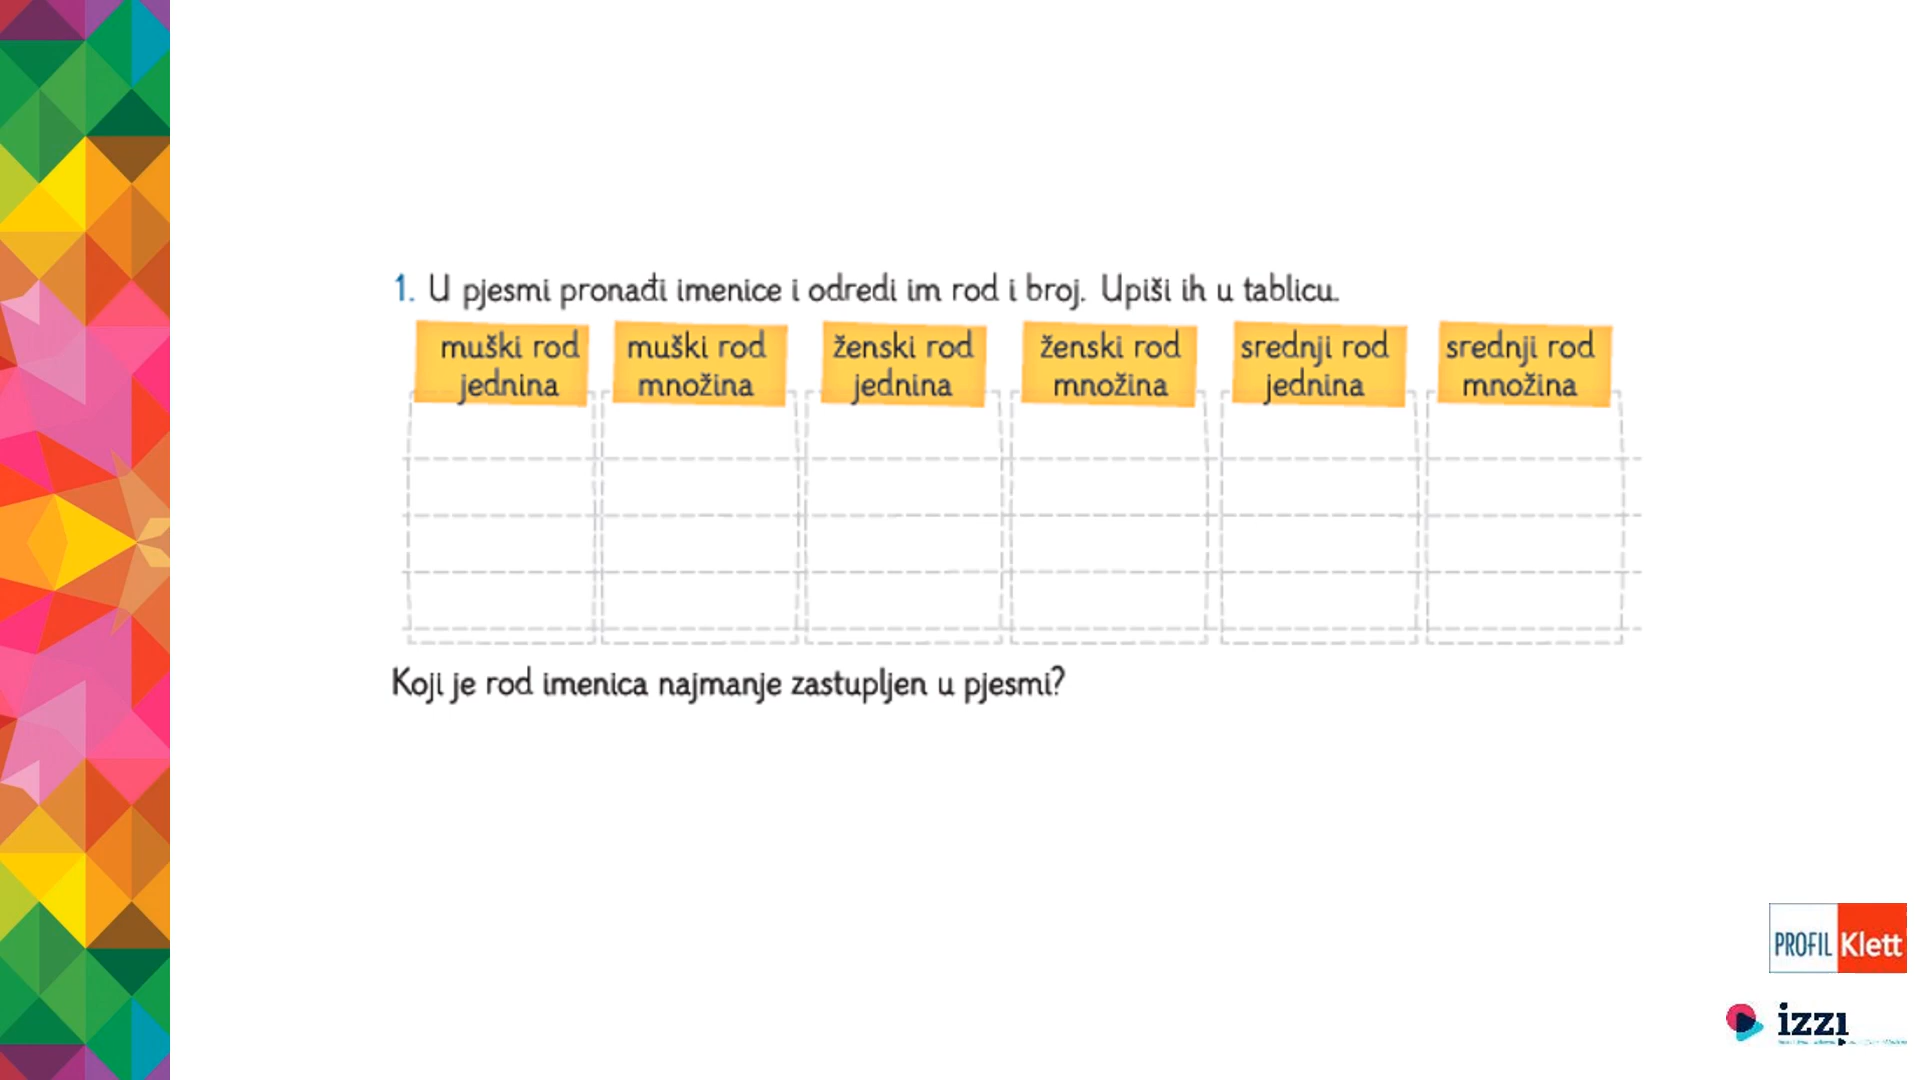 1. U pjesmi pronađi imenice i odredi im rod i broj. Upiši ih u tablicu.
muški rod jednina
muški rod množina
ženski rod jednina
ženski rod množina
srednji rod jednina
srednji rod množina
Koji je rod imenica najmanje zastupljen u pjesmi?
PROFIL Klett
izzi